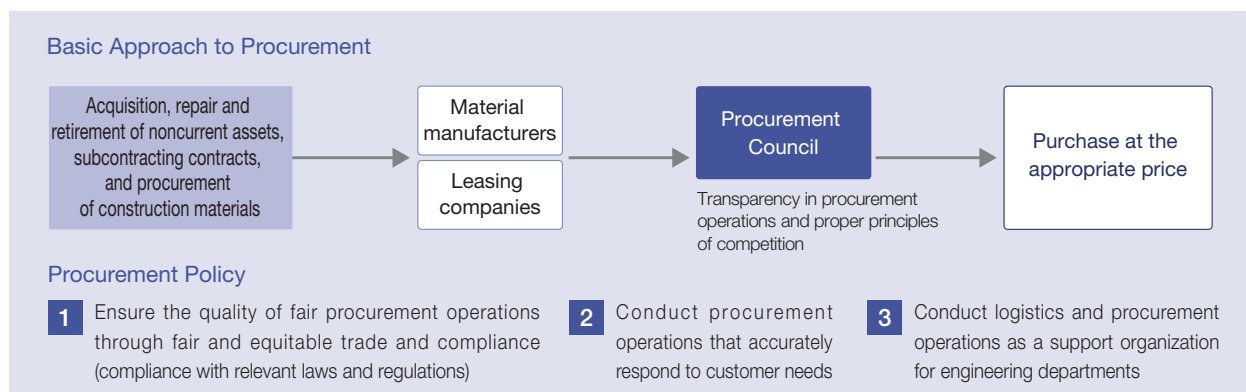 Basic Approach to Procurement
Acquisition, repair and
retirement of noncurrent assets,
subcontracting contracts,
and procurement
of construction materials
Material
manufacturers
Leasing
companies
Procurement
Council
Transparency in procurement
operations and proper principles
of competition
Purchase at the
appropriate price
Procurement Policy
1 Ensure the quality of fair procurement operations
through fair and equitable trade and compliance
(compliance with relevant laws and regulations)
2 Conduct procurement
operations that accurately
respond to customer needs
3 Conduct logistics and procurement
operations as a support organization
for engineering departments